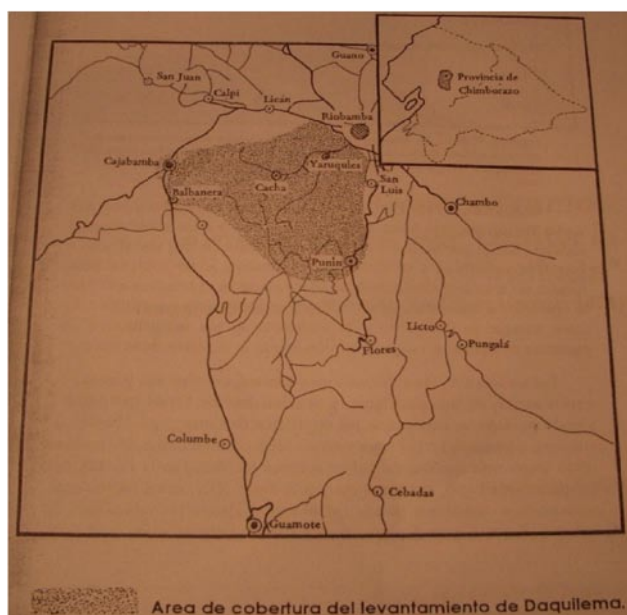 Guano
San Juan
Calpi
Licán
Riobamba
Provincia de
Chimborazo
Cajabamba
Yaruquíes
Cacha
San
Luis
Balbanera
Chambo
Punín
Licto
Flores
Pungalá
Columbe
Cebadas
Guamote
Area de cobertura del levantamiento de Daquilema.